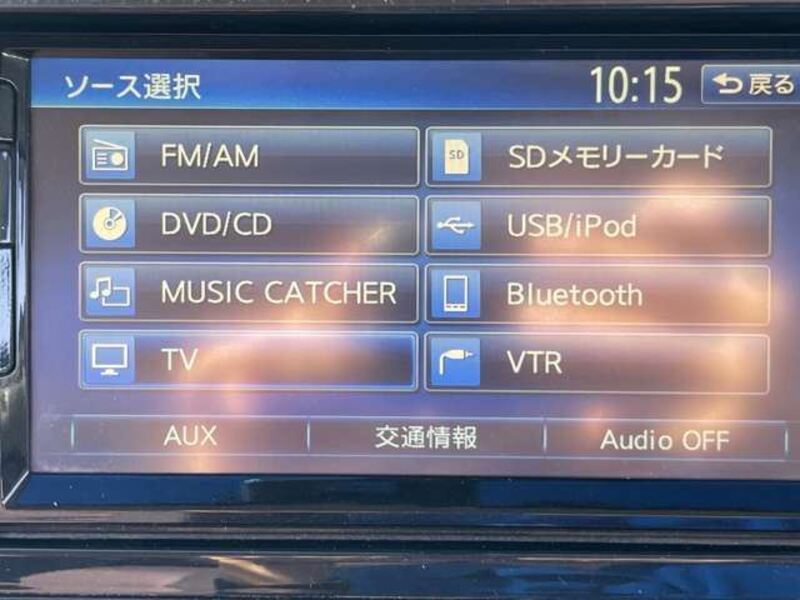 ソース選択 10:15 戻る
FM/AM SD SDメモリーカード
DVD/CD USB/iPod
MUSIC CATCHER Bluetooth
TV VTR
AUX 交通情報 Audio OFF